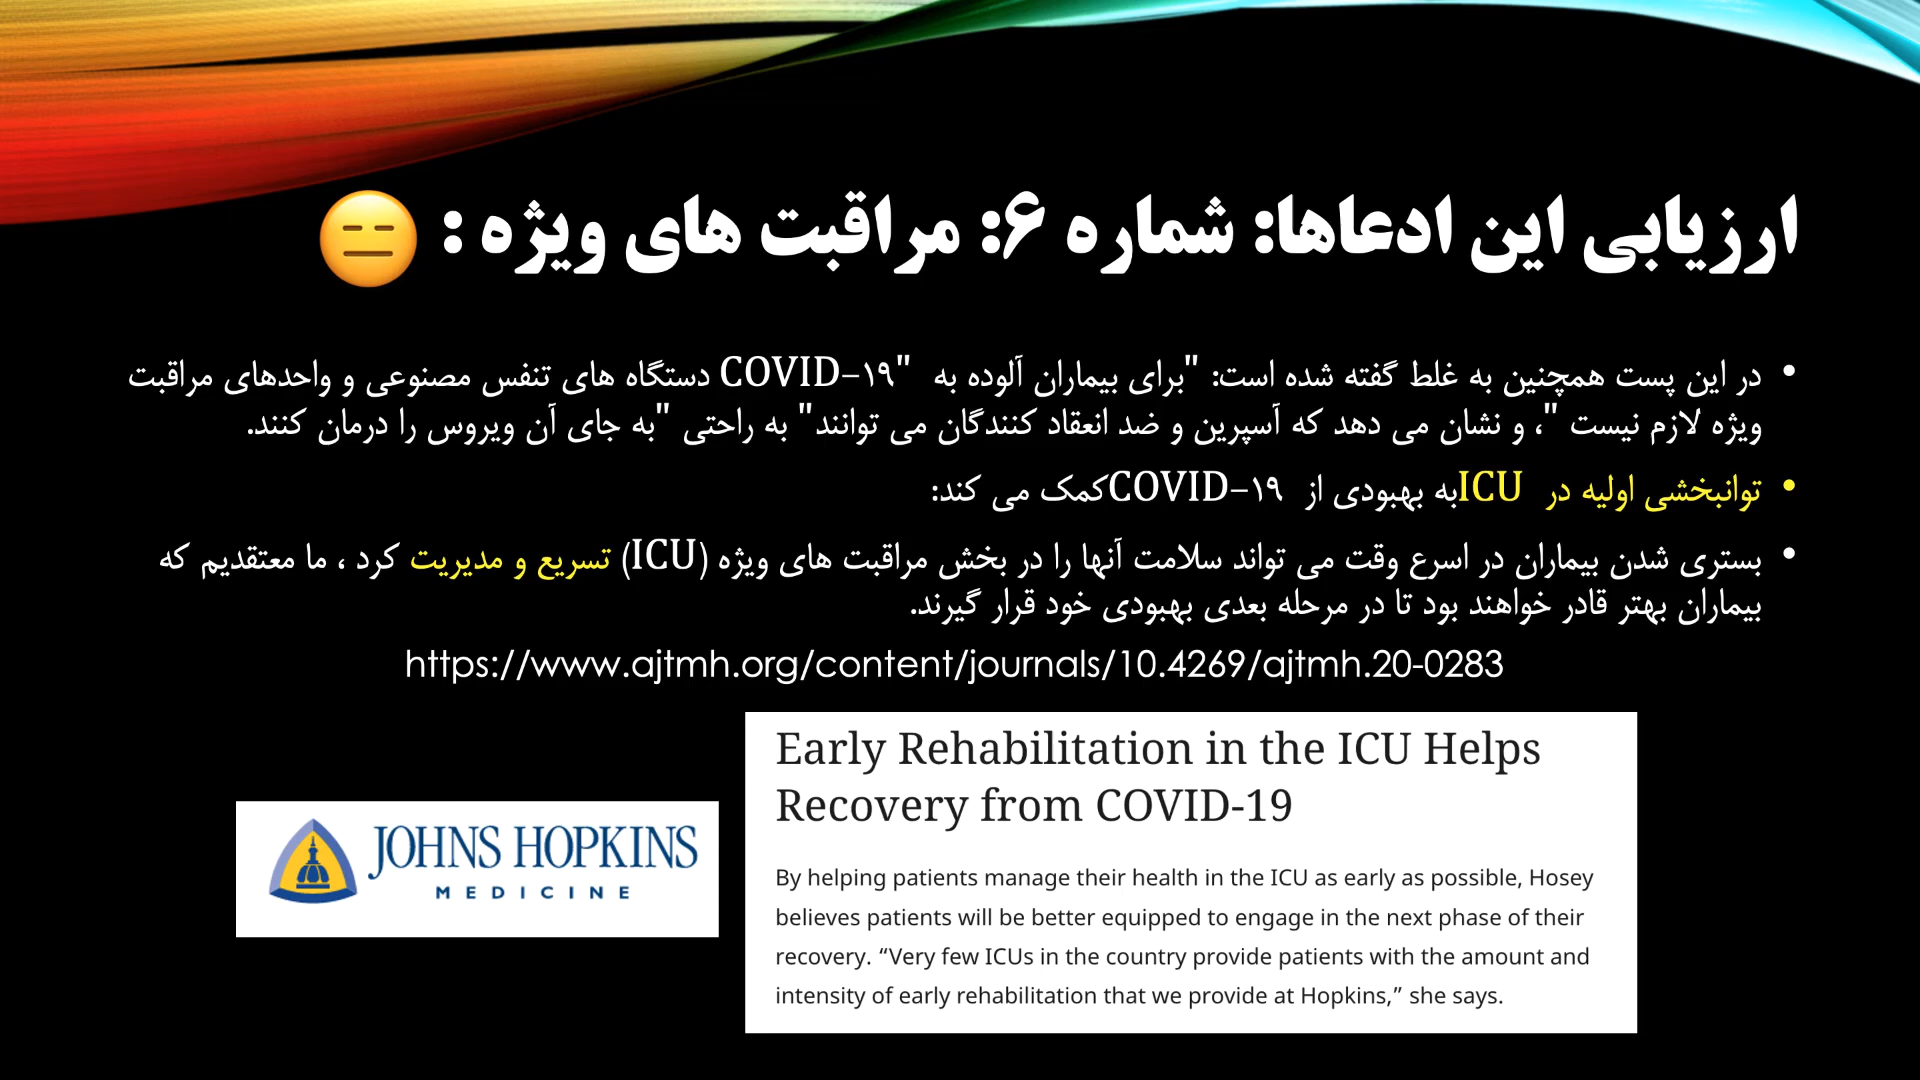 ارزیابی این ادعاها: شماره ۶: مراقبت های ویژه : 😑
• در این پست همچنین به غلط گفته شده است: "برای بیماران آلوده به "COVID-۱۹ دستگاه های تنفس مصنوعی و واحدهای مراقبت
ویژه لازم نیست "، و نشان می دهد که آسپرین و ضد انعقاد کنندگان می توانند" به راحتی "به جای آن ویروس را درمان کنند.
• توانبخشی اولیه در ICUبه بهبودی از COVID-۱۹کمک می کند:
• بستری شدن بیماران در اسرع وقت می تواند سلامت آنها را در بخش مراقبت های ویژه (ICU) تسریع و مدیریت کرد ، ما معتقدیم که
بیماران بهتر قادر خواهند بود تا در مرحله بعدی بهبودی خود قرار گیرند.
https://www.ajtmh.org/content/journals/10.4269/ajtmh.20-0283
Early Rehabilitation in the ICU Helps
Recovery from COVID-19
By helping patients manage their health in the ICU as early as possible, Hosey
believes patients will be better equipped to engage in the next phase of their
recovery. “Very few ICUs in the country provide patients with the amount and
intensity of early rehabilitation that we provide at Hopkins,” she says.
JOHNS HOPKINS
MEDICINE